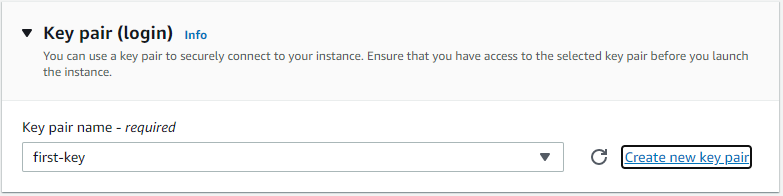 Key pair (login) Info
You can use a key pair to securely connect to your instance. Ensure that you have access to the selected key pair before you launch
the instance.
Key pair name - required
first-key
Create new key pair